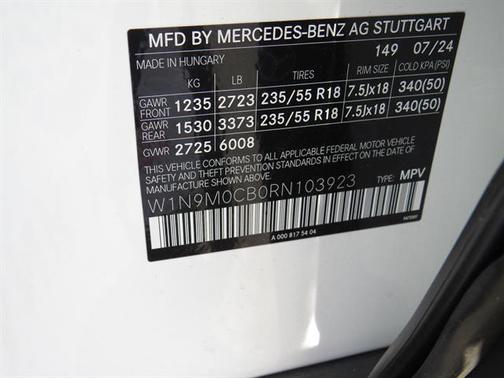 MFD BY MERCEDES-BENZ AG STUTTGART
MADE IN HUNGARY 149 07/24
KG LB TIRES RIM SIZE COLD KPA(PSI)
GAWR FRONT 1235 2723 235/55 R18 7.5Jx18 340(50)
GAWR REAR 1530 3373 235/55 R18 7.5Jx18 340(50)
GVWR 2725 6008
THIS VEHICLE CONFORMS TO ALL APPLICABLE FEDERAL MOTOR VEHICLE
SAFETY AND THEFT PREVENTION STANDARDS IN EFFECT ON THE DATE OF
MANUFACTURE SHOWN ABOVE.
W1N9M0CB0RN103923 TYPE: MPV
A 000 817 54 04